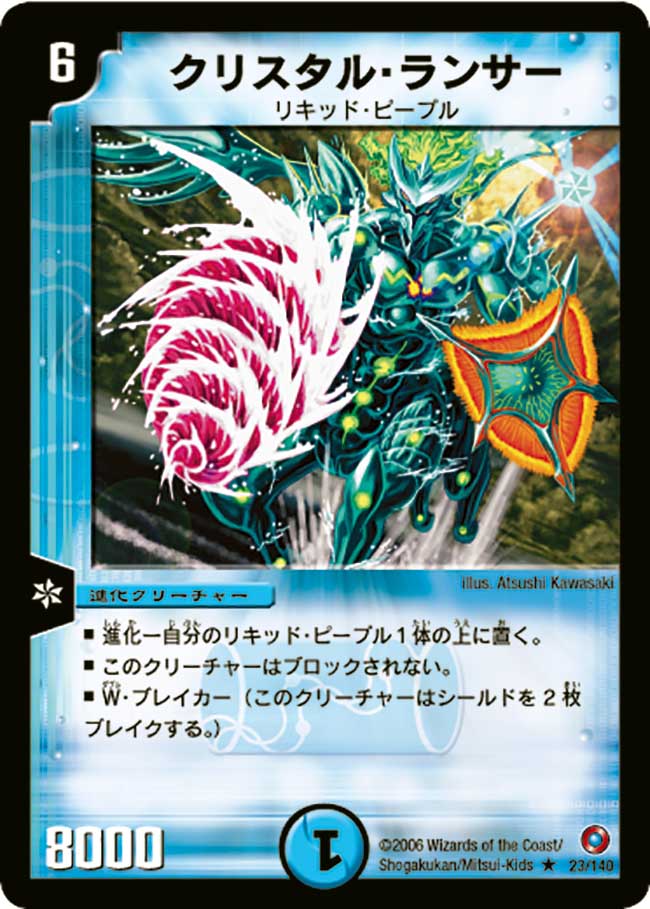 6
クリスタル・ランサー
リキッド・ピープル
illus. Atsushi Kawasaki
進化クリーチャー
■ 進化－自分のリキッド・ピープル1体の上に置く。
■ このクリーチャーはブロックされない。
■ W・ブレイカー（このクリーチャーはシールドを2枚
ブレイクする。）
8000
1
©2006 Wizards of the Coast/
Shogakukan/Mitsui-Kids ★ 23/140